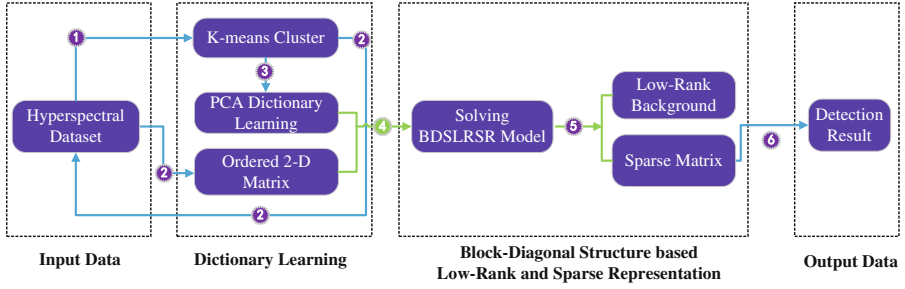 1
K-means Cluster
2
3
Hyperspectral
Dataset
PCA Dictionary
Learning
4
Solving
BDSLRSR Model
5
Low-Rank
Background
Sparse Matrix
6
Detection
Result
2
Ordered 2-D
Matrix
2
Input Data
Dictionary Learning
Block-Diagonal Structure based
Low-Rank and Sparse Representation
Output Data